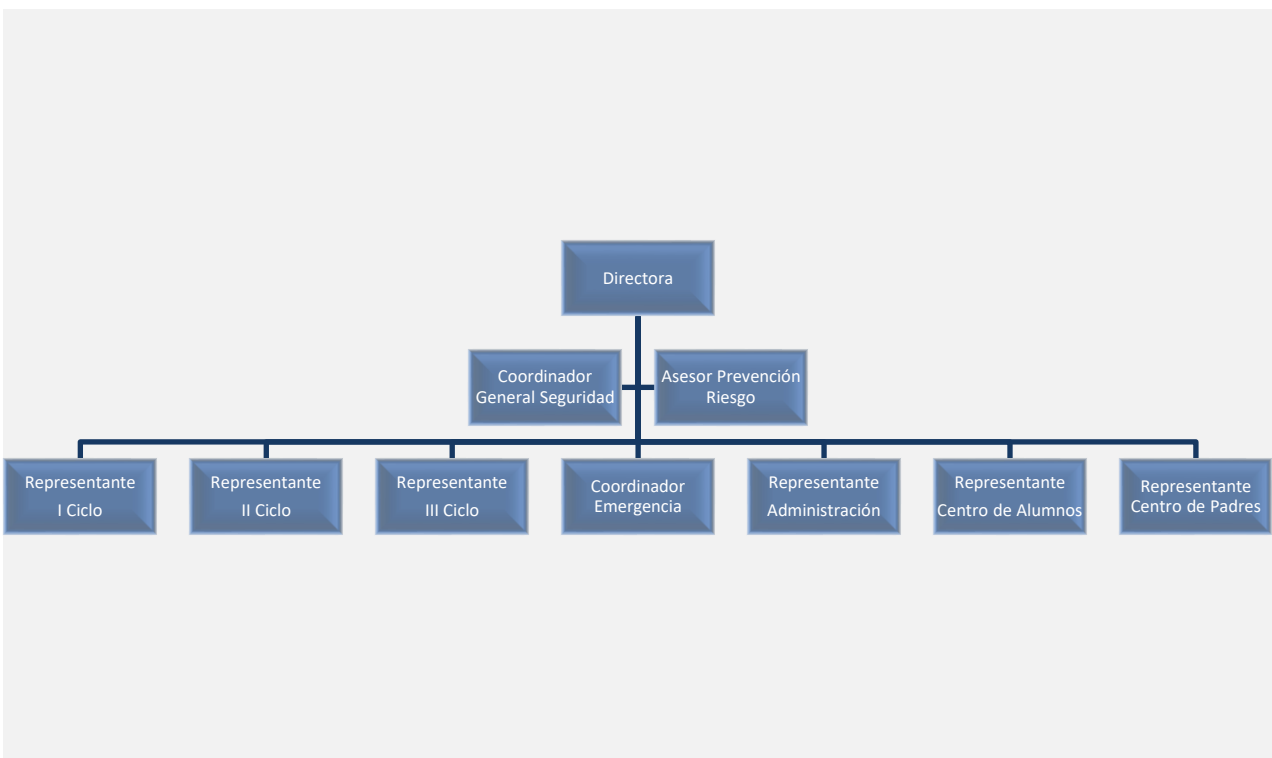 Directora
Coordinador
General Seguridad
Asesor Prevención
Riesgo
Representante
I Ciclo
Representante
II Ciclo
Representante
III Ciclo
Coordinador
Emergencia
Representante
Administración
Representante
Centro de Alumnos
Representante
Centro de Padres